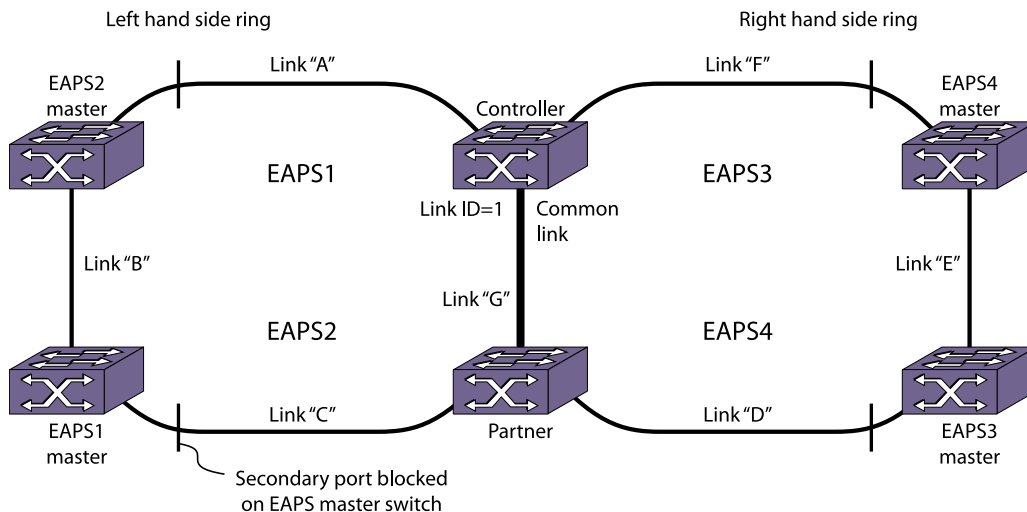 Left hand side ring
Right hand side ring
Link “A”
Link “F”
EAPS2
master
Controller
EAPS4
master
EAPS1
EAPS3
Link ID=1
Common
link
Link “B”
Link “E”
Link “G”
EAPS2
EAPS4
Link “C”
Link “D”
EAPS1
master
Partner
EAPS3
master
Secondary port blocked
on EAPS master switch